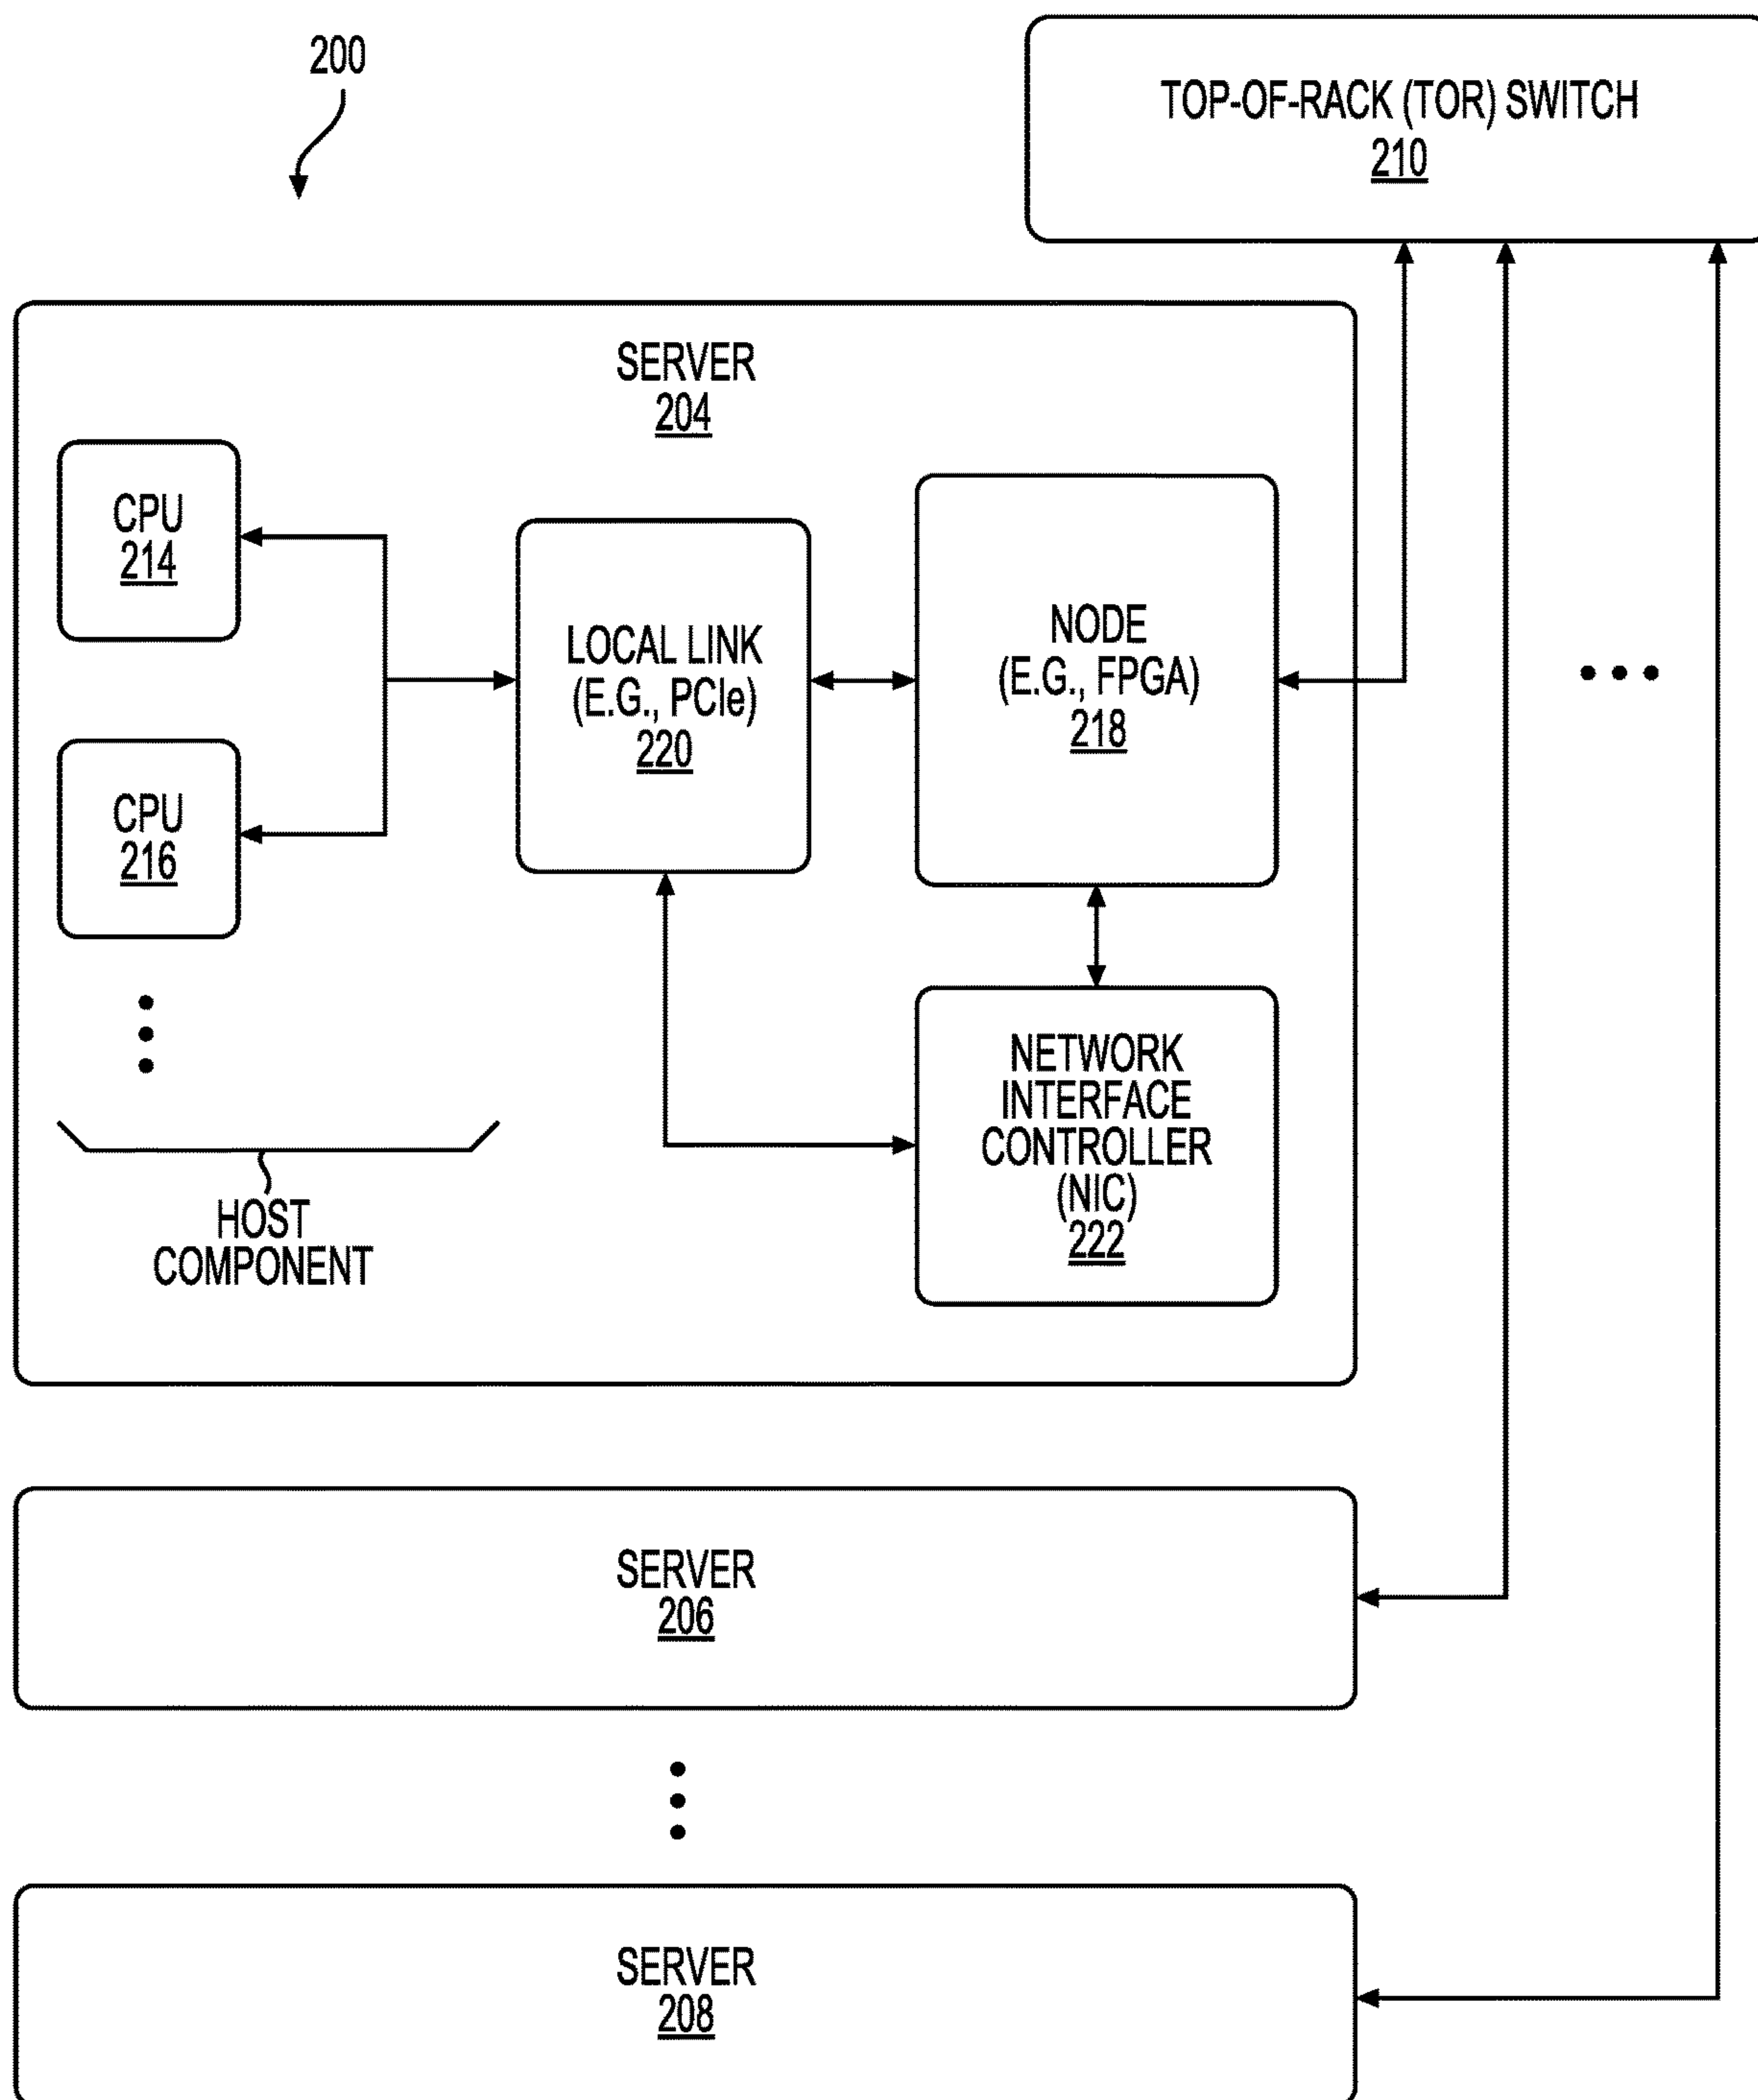 200
TOP-OF-RACK (TOR) SWITCH
210
SERVER
204
CPU
214
LOCAL LINK
(E.G., PCIe)
220
NODE
(E.G., FPGA)
218
CPU
216
NETWORK
INTERFACE
CONTROLLER
(NIC)
222
HOST
COMPONENT
SERVER
206
SERVER
208